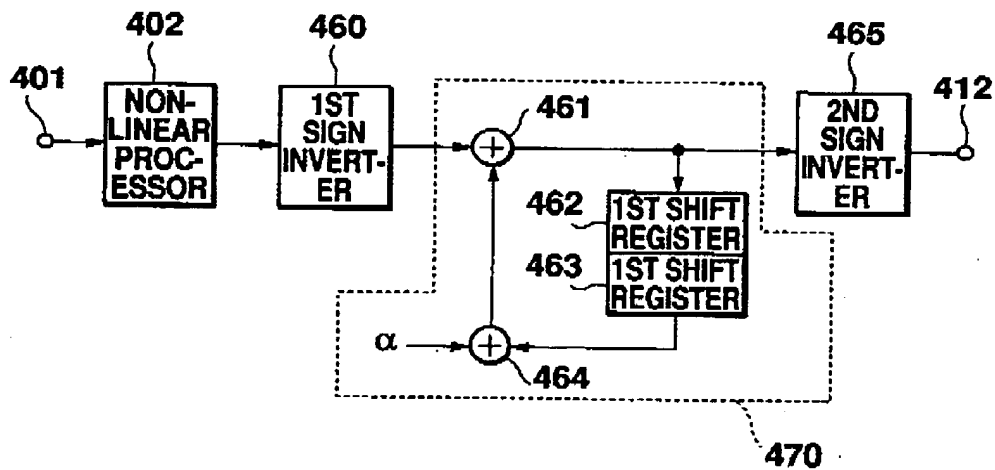 402
460
465
401
461
412
NON-
LINEAR
PROC-
ESSOR
1ST
SIGN
INVERT-
ER
2ND
SIGN
INVERT-
ER
462
1ST SHIFT
REGISTER
463
1ST SHIFT
REGISTER
α
464
470